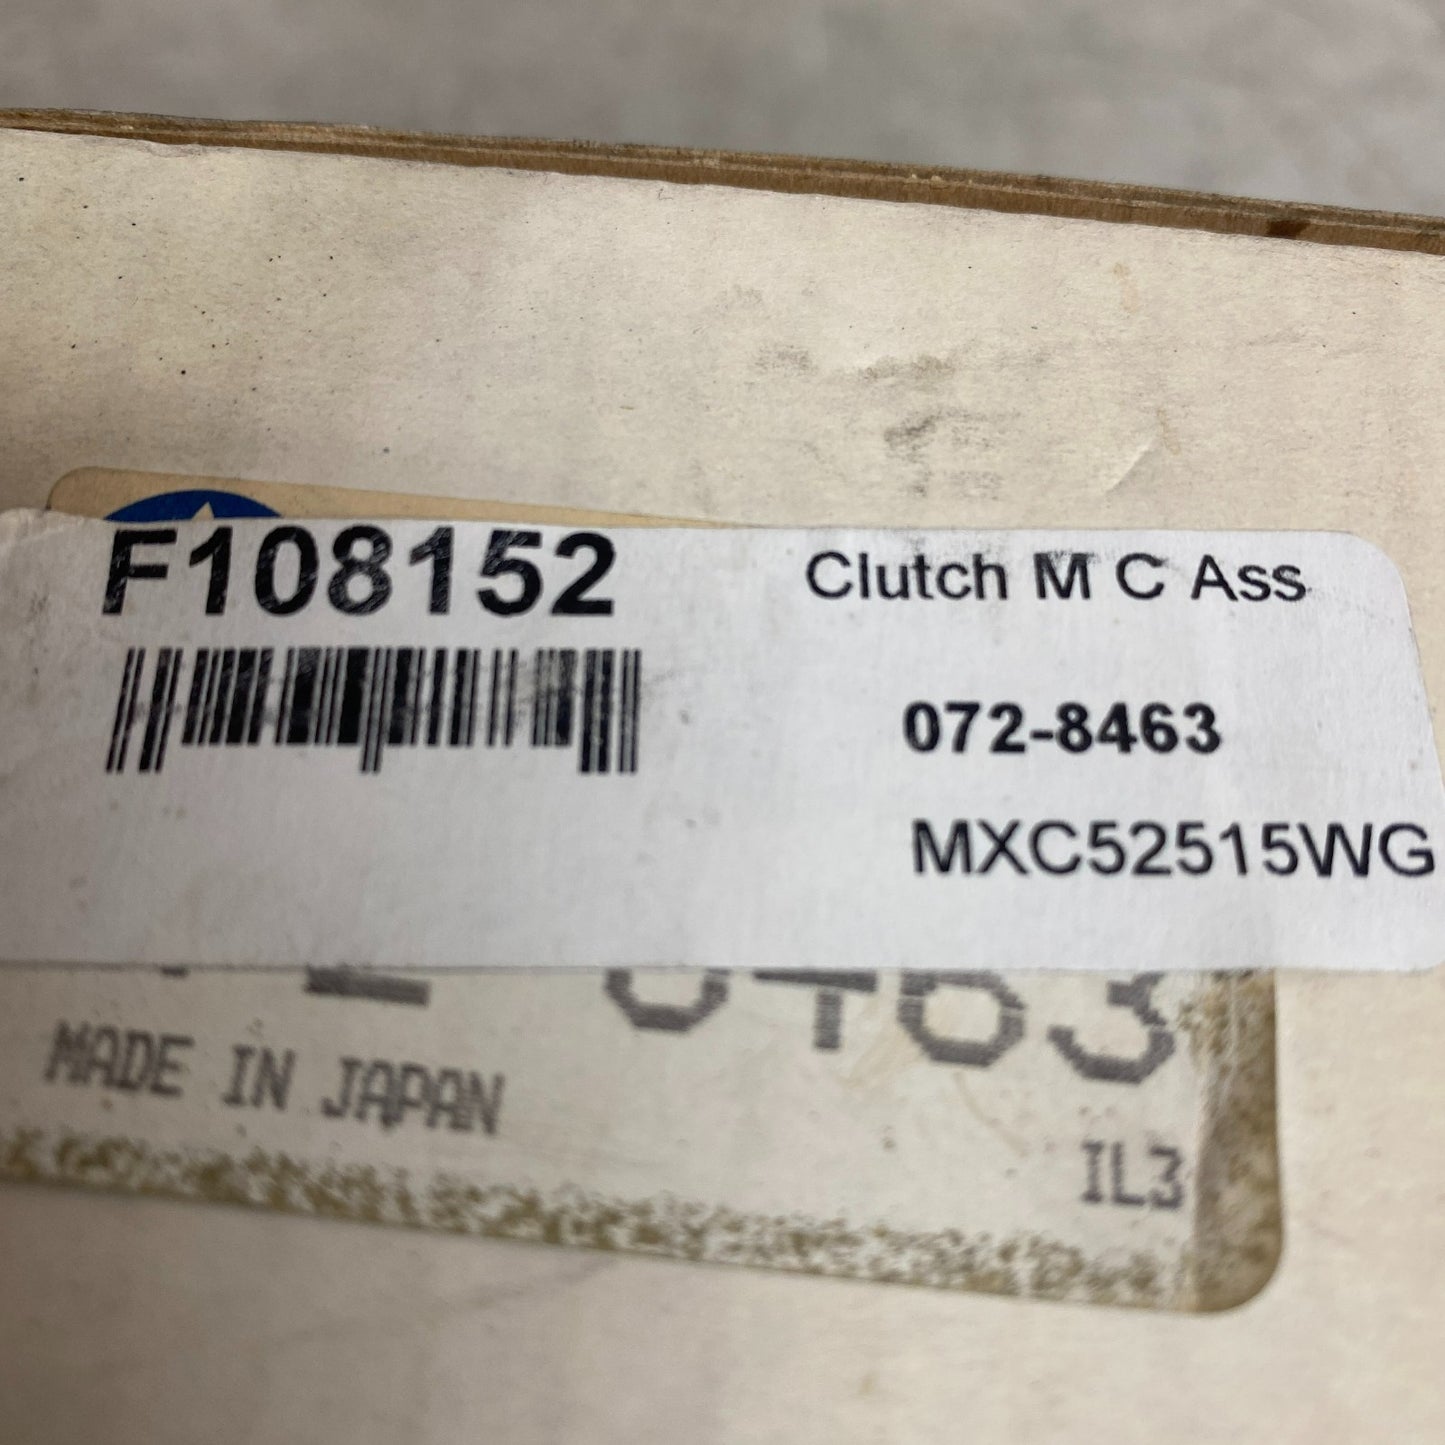 F108152
Clutch M C Ass
072-8463
MXC52515WG
MADE IN JAPAN
IL3